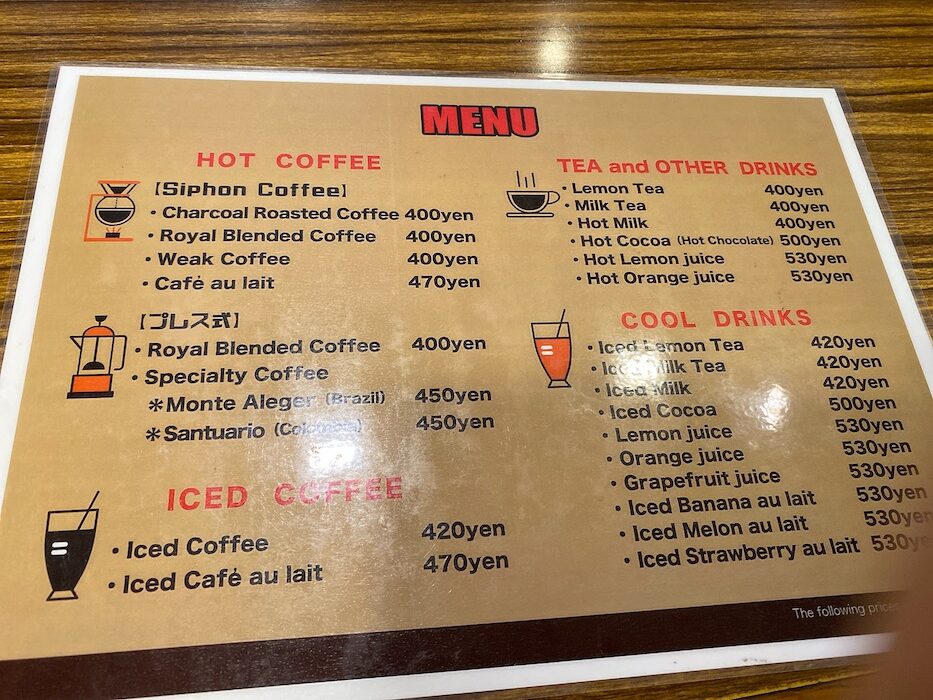 MENU
HOT COFFEE
【Siphon Coffee】
・Charcoal Roasted Coffee 400yen
・Royal Blended Coffee 400yen
・Weak Coffee 400yen
・Café au lait 470yen
【プレス式】
・Royal Blended Coffee 400yen
・Specialty Coffee
＊Monte Aleger (Brazil) 450yen
＊Santuario (Colombia) 450yen
ICED COFFEE
・Iced Coffee 420yen
・Iced Café au lait 470yen
TEA and OTHER DRINKS
・Lemon Tea 400yen
・Milk Tea 400yen
・Hot Milk 400yen
・Hot Cocoa (Hot Chocolate) 500yen
・Hot Lemon juice 530yen
・Hot Orange juice 530yen
COOL DRINKS
・Iced Lemon Tea 420yen
・Iced Milk Tea 420yen
・Iced Milk 420yen
・Iced Cocoa 500yen
・Lemon juice 530yen
・Orange juice 530yen
・Grapefruit juice 530yen
・Iced Banana au lait 530yen
・Iced Melon au lait 530yen
・Iced Strawberry au lait 530yen
The following